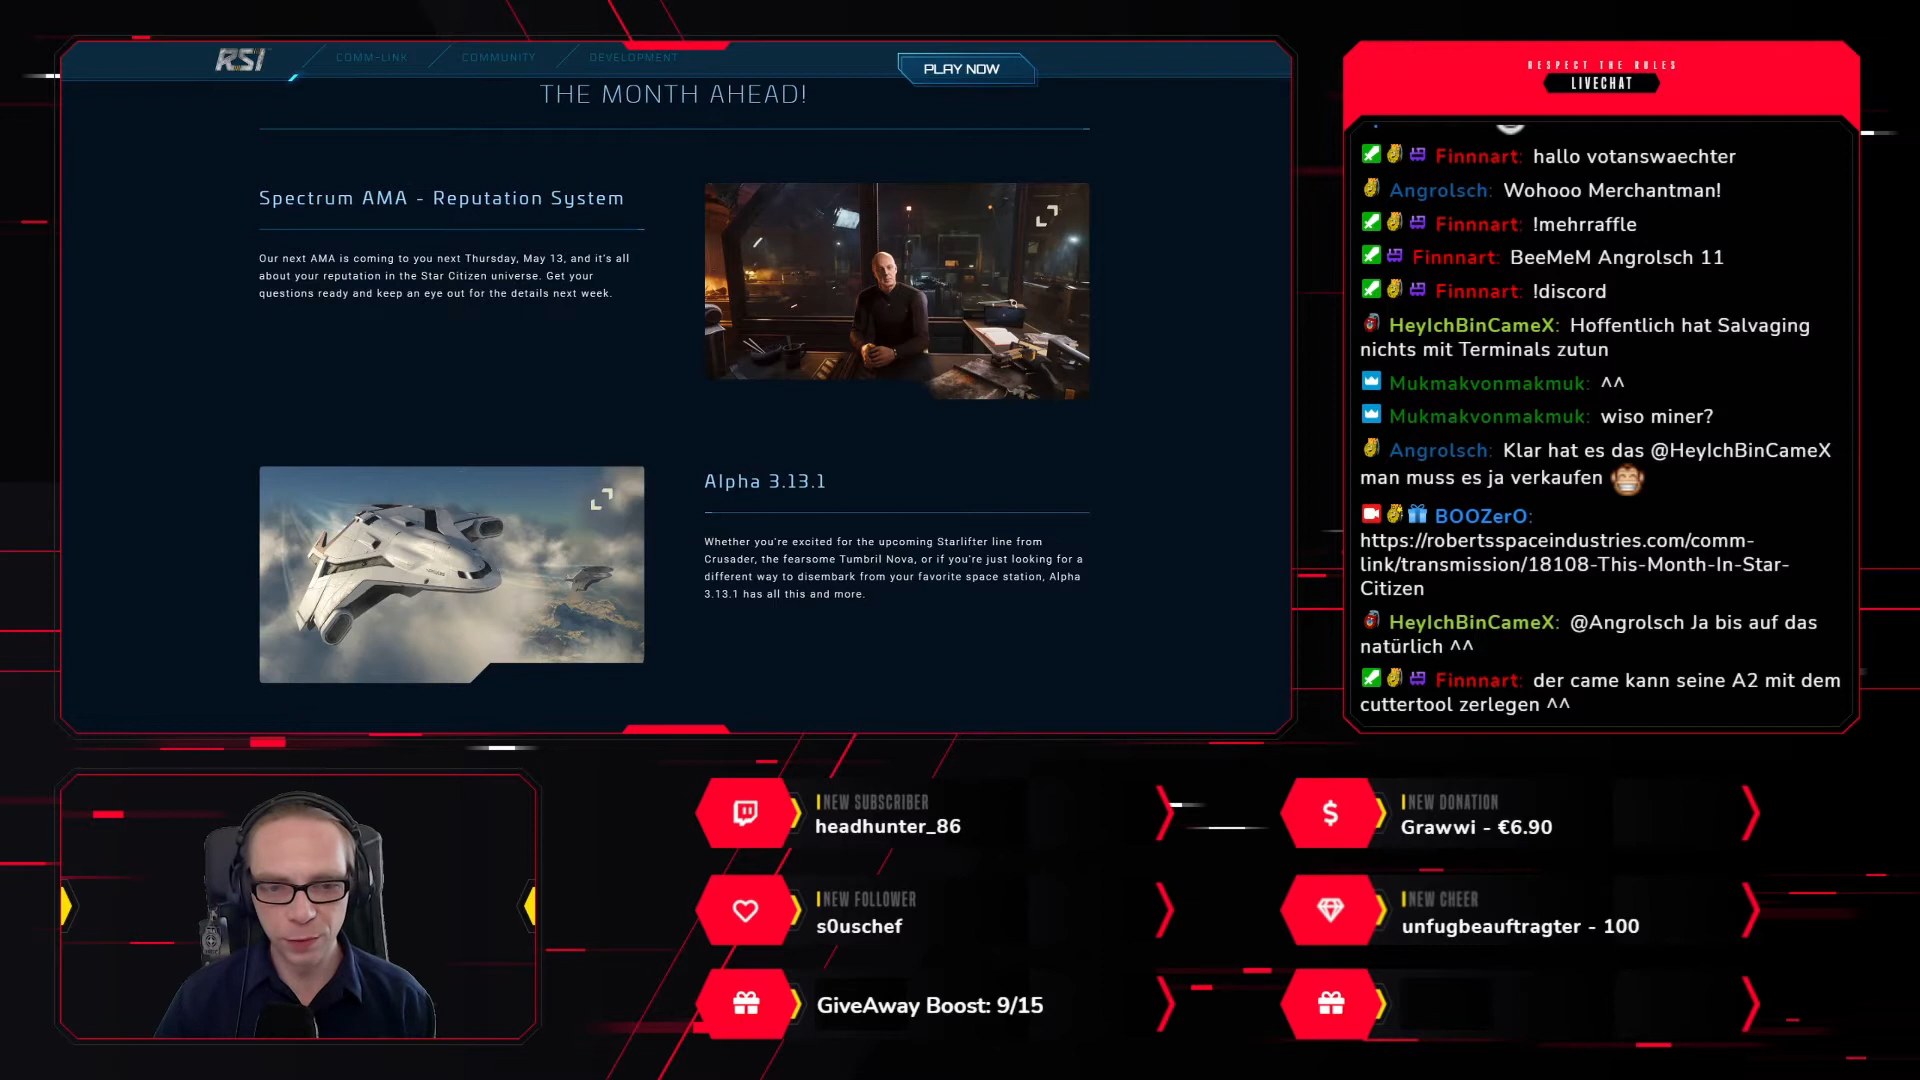 RSI
COMM-LINK
COMMUNITY
DEVELOPMENT
PLAY NOW
THE MONTH AHEAD!
Spectrum AMA - Reputation System
Our next AMA is coming to you next Thursday, May 13, and it's all
about your reputation in the Star Citizen universe. Get your
questions ready and keep an eye out for the details next week.
Alpha 3.13.1
Whether you're excited for the upcoming Starlifter line from
Crusader, the fearsome Tumbril Nova, or if you're just looking for a
different way to disembark from your favorite space station, Alpha
3.13.1 has all this and more.
RESPECT THE RULES
LIVECHAT
Finnnart: hallo votanswaechter
Angrolsch: Wohooo Merchantman!
Finnnart: !mehrraffle
Finnnart: BeeMeM Angrolsch 11
Finnnart: !discord
HeyIchBinCameX: Hoffentlich hat Salvaging
nichts mit Terminals zutun
Mukmakvonmakmuk: ^^
Mukmakvonmakmuk: wiso miner?
Angrolsch: Klar hat es das @HeyIchBinCameX
man muss es ja verkaufen
BOOZerO:
https://robertsspaceindustries.com/comm-
link/transmission/18108-This-Month-In-Star-
Citizen
HeyIchBinCameX: @Angrolsch Ja bis auf das
natürlich ^^
Finnnart: der came kann seine A2 mit dem
cuttertool zerlegen ^^
NEW SUBSCRIBER
headhunter_86
NEW DONATION
Grawwi - €6.90
NEW FOLLOWER
s0uschef
NEW CHEER
unfugbeauftragter - 100
GiveAway Boost: 9/15